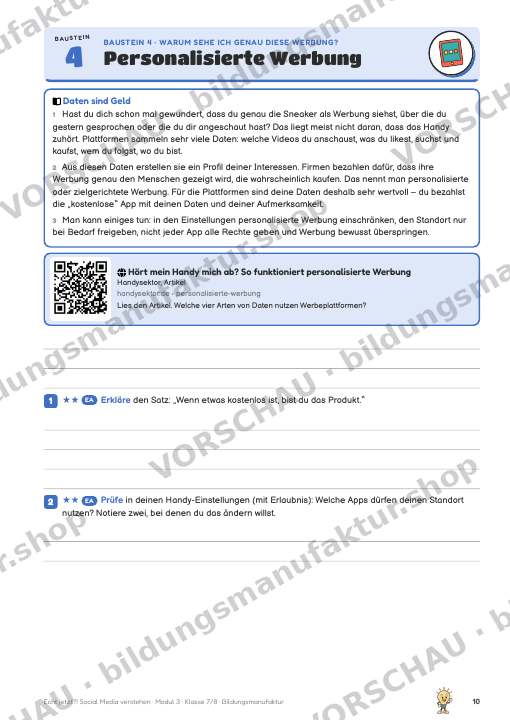 BAUSTEIN
4
BAUSTEIN 4 · WARUM SEHE ICH GENAU DIESE WERBUNG?
Personalisierte Werbung
Daten sind Geld
1 Hast du dich schon mal gewundert, dass du genau die Sneaker als Werbung siehst, über die du
gestern gesprochen oder die du dir angeschaut hast? Das liegt meist nicht daran, dass das Handy
zuhört. Plattformen sammeln sehr viele Daten: welche Videos du anschaust, was du likest, suchst und
kaufst, wem du folgst, wo du bist.
2 Aus diesen Daten erstellen sie ein Profil deiner Interessen. Firmen bezahlen dafür, dass ihre
Werbung genau den Menschen gezeigt wird, die wahrscheinlich kaufen. Das nennt man personalisierte
oder zielgerichtete Werbung. Für die Plattformen sind deine Daten deshalb sehr wertvoll – du bezahlst
die „kostenlose“ App mit deinen Daten und deiner Aufmerksamkeit.
3 Man kann einiges tun: in den Einstellungen personalisierte Werbung einschränken, den Standort nur
bei Bedarf freigeben, nicht jeder App alle Rechte geben und Werbung bewusst überspringen.
Hört mein Handy mich ab? So funktioniert personalisierte Werbung
Handysektor, Artikel
handysektor.de · personalisierte-werbung
Lies den Artikel. Welche vier Arten von Daten nutzen Werbeplattformen?
1 ★★ EA Erkläre den Satz: „Wenn etwas kostenlos ist, bist du das Produkt.“
2 ★★ EA Prüfe in deinen Handy-Einstellungen (mit Erlaubnis): Welche Apps dürfen deinen Standort
nutzen? Notiere zwei, bei denen du das ändern willst.
Echt jetzt?! Social Media verstehen · Modul 3 · Klasse 7/8 · Bildungsmanufaktur
10
VORSCHAU · bildungsmanufaktur.shop